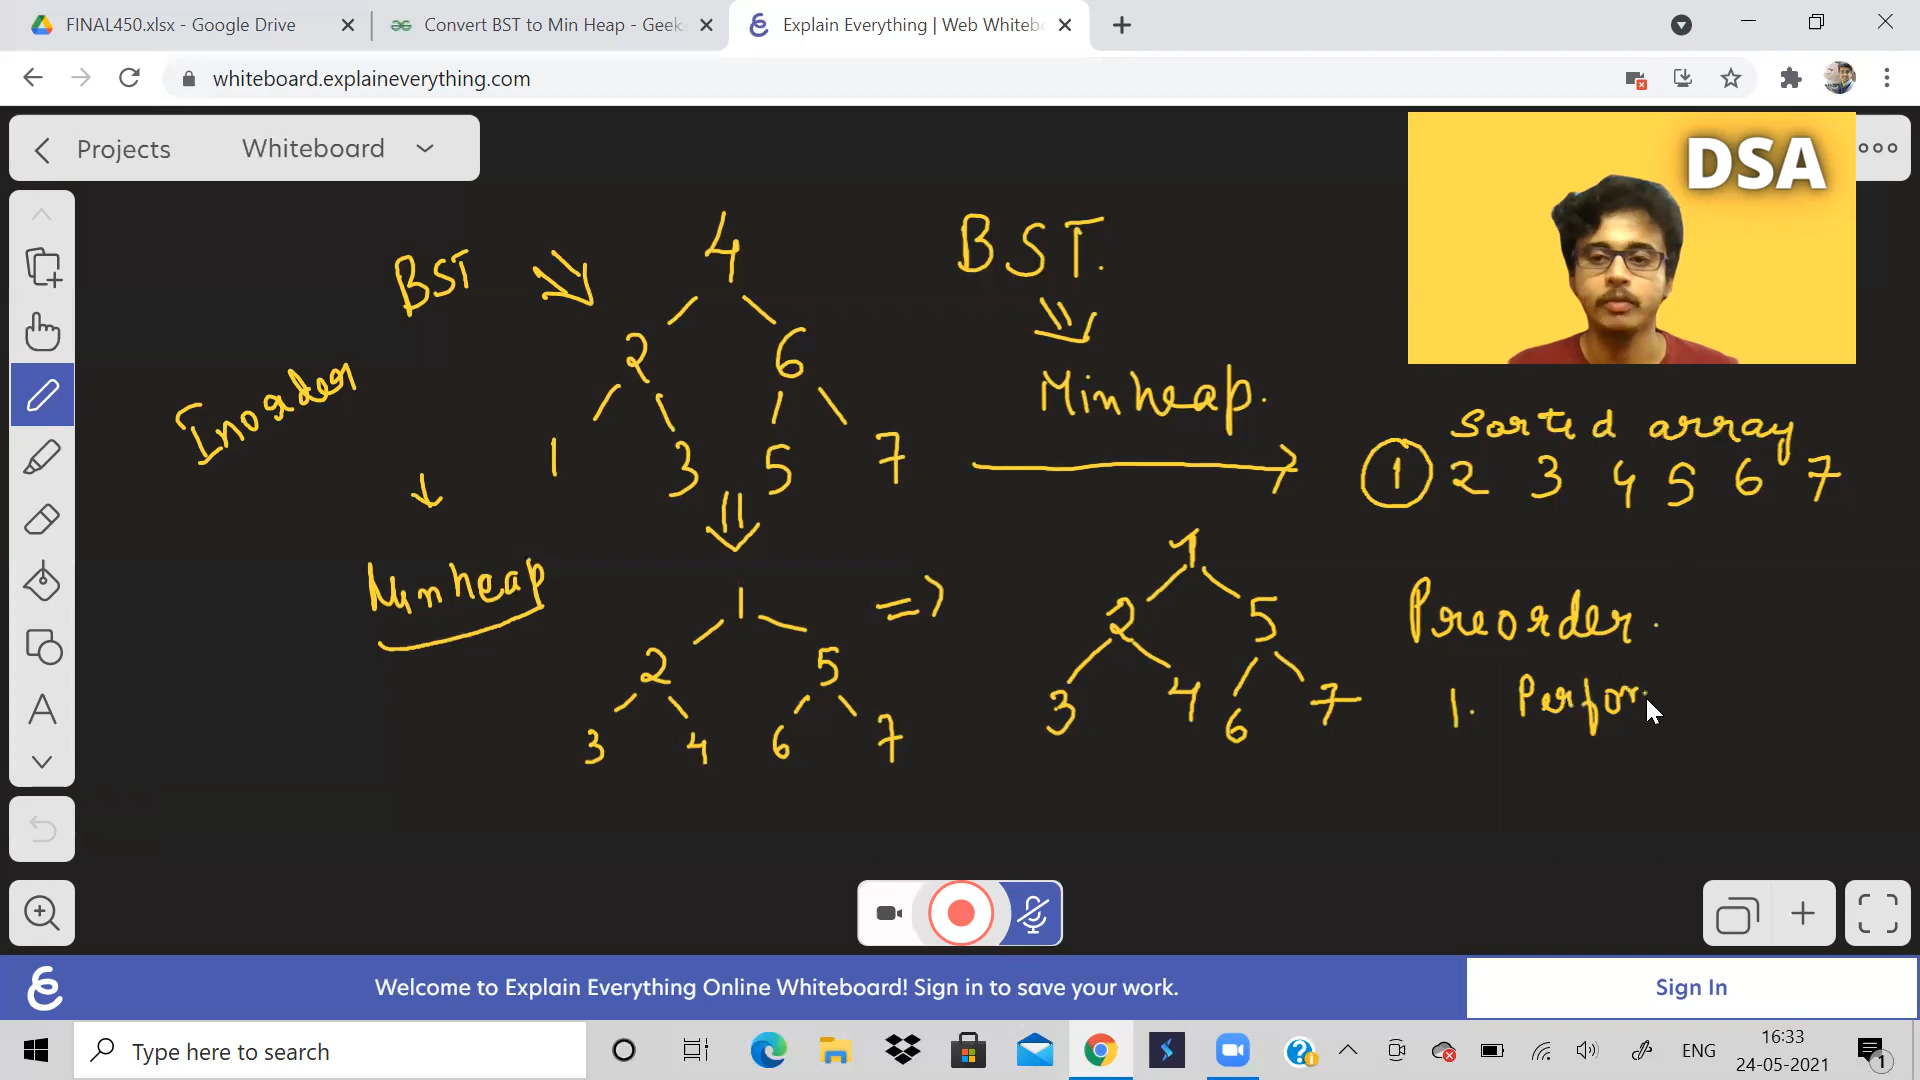 FINAL450.xlsx - Google Drive
Convert BST to Min Heap - Geek
Explain Everything | Web Whitebo
whiteboard.explaineverything.com
Projects
Whiteboard
DSA
BST
4
2 6
1 3 5 7
BST.
Minheap.
Inorder
Minheap
Sorted array
1 2 3 4 5 6 7
1
2 5
3 4 6 7
=>
1
2 5
3 4 6 7
Preorder.
1. Perfor
A
Welcome to Explain Everything Online Whiteboard! Sign in to save your work.
Sign In
Type here to search
ENG
16:33
24-05-2021
1